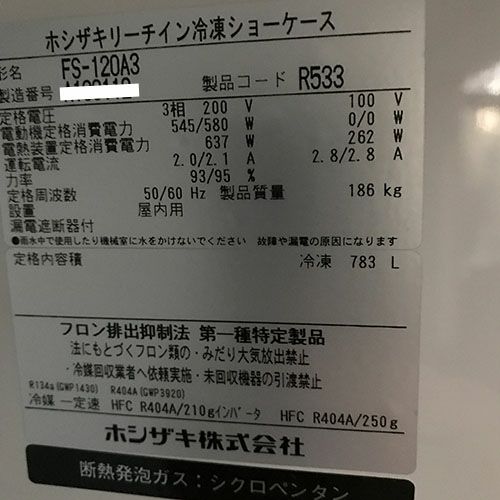 ホシザキリーチイン冷凍ショーケース
形名 FS-120A3
製造番号 製品コード R533
定格電圧 3相 200 V 100 V
電動機定格消費電力 545/580 W 0/0 W
電熱装置定格消費電力 637 W 262 W
運転電流 2.0/2.1 A 2.8/2.8 A
力率 93/95 %
定格周波数 50/60 Hz 製品質量 186 kg
設置 屋内用
漏電遮断器付
●雨水中で使用したり機械室に水をかけないでください 故障や漏電の原因になります
定格内容積 冷凍 783 L
フロン排出抑制法 第一種特定製品
法にもとづくフロン類の・みだり大気放出禁止
・冷媒回収業者へ依頼実施・未回収機器の引渡禁止
R134a(GWP1430) R404A(GWP3920)
冷媒 一定速 HFC R404A/210gインバータ HFC R404A/250g
ホシザキ株式会社
断熱発泡ガス：シクロペンタン